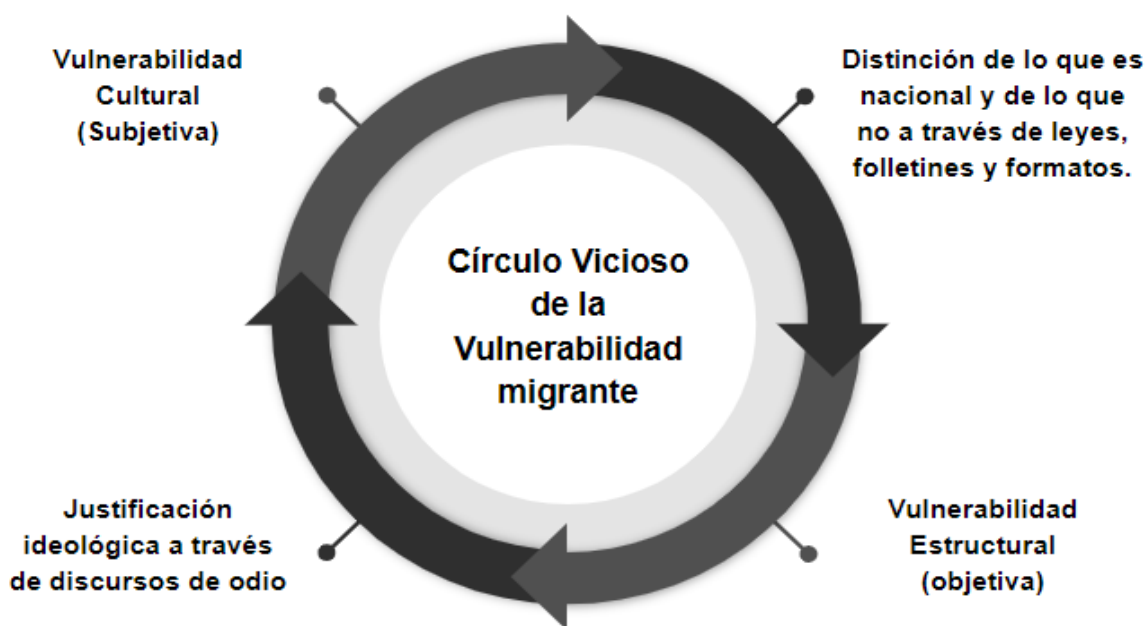 Vulnerabilidad
Cultural
(Subjetiva)
Distinción de lo que es
nacional y de lo que
no a través de leyes,
folletines y formatos.
Círculo Vicioso
de la
Vulnerabilidad
migrante
Justificación
ideológica a través
de discursos de odio
Vulnerabilidad
Estructural
(objetiva)